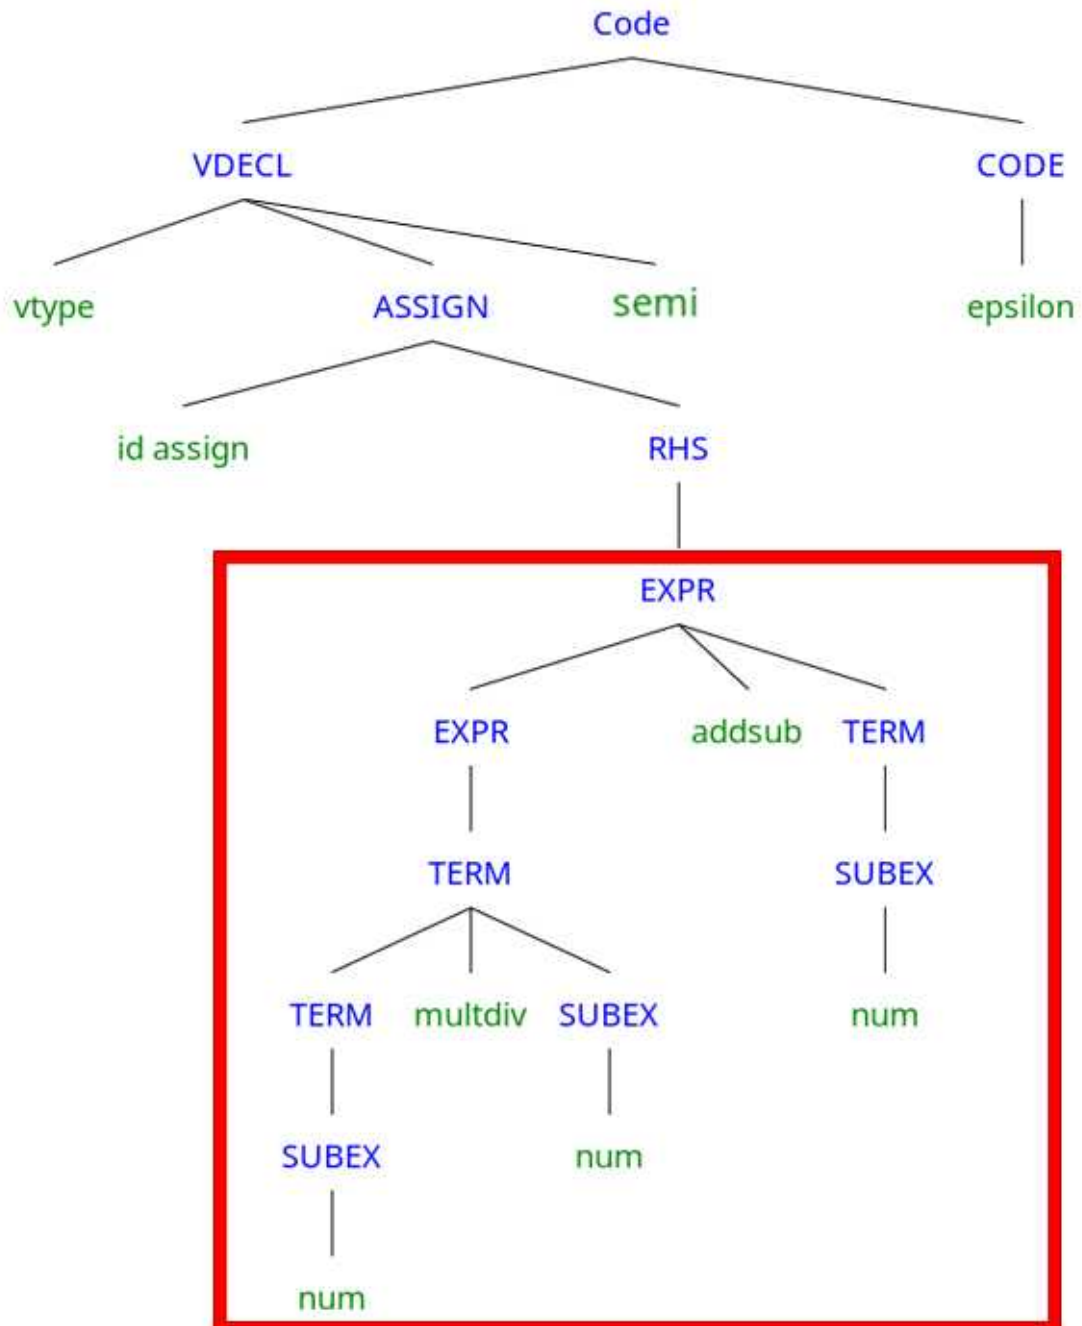 Code
VDECL CODE
vtype ASSIGN semi epsilon
id assign RHS
EXPR
EXPR addsub TERM
TERM SUBEX
TERM multdiv SUBEX num
SUBEX num
num